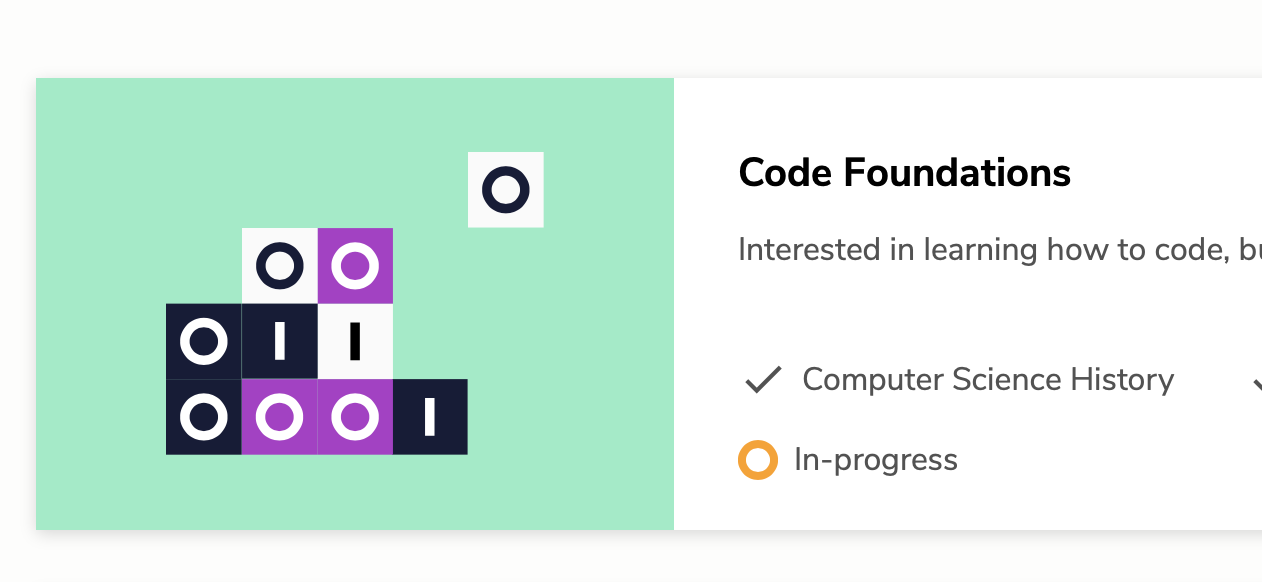 O
O O
O I I
O O O I
Code Foundations
Interested in learning how to code,
Computer Science History
In-progress